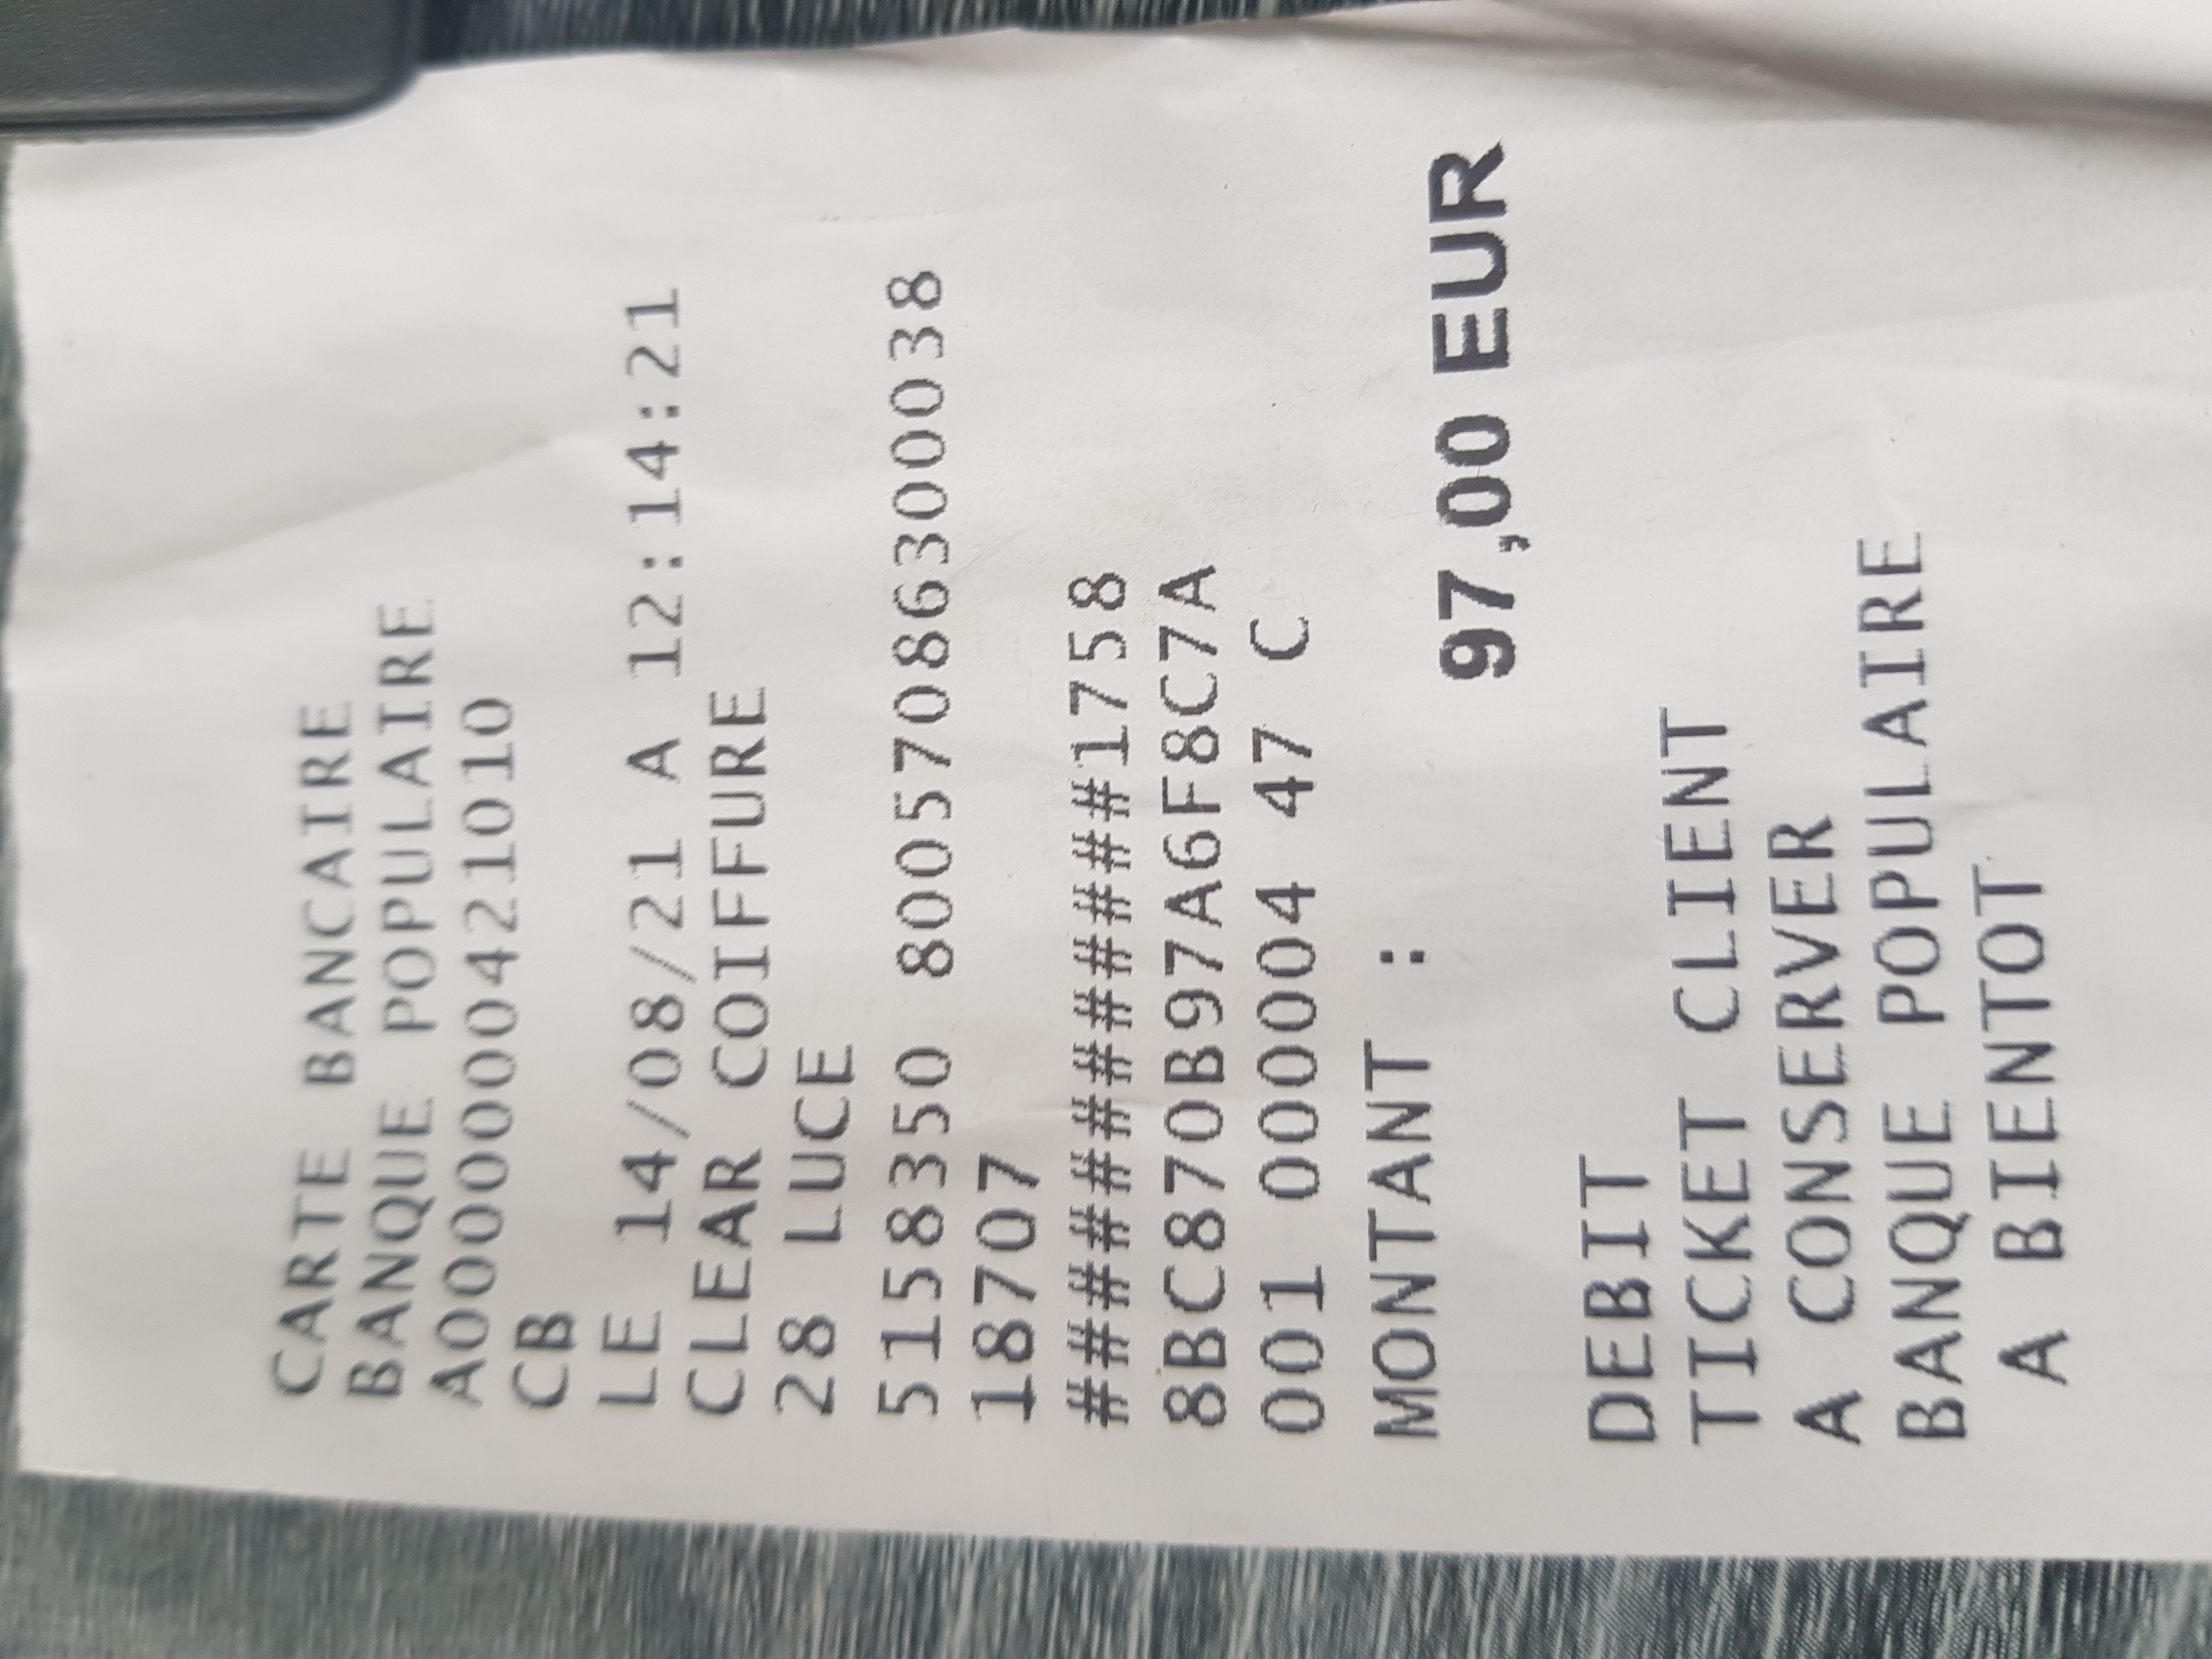 CARTE BANCAIRE
BANQUE POPULAIRE
A0000000421010
CB
LE 14/08/21 A 12:14:21
CLEAR COIFFURE
28 LUCE
5158350 80057086300038
18707
############1758
8BC870B97A6F8C7A
001 000004 47 C
MONTANT :
97,00 EUR
DEBIT
TICKET CLIENT
A CONSERVER
BANQUE POPULAIRE
A BIENTOT